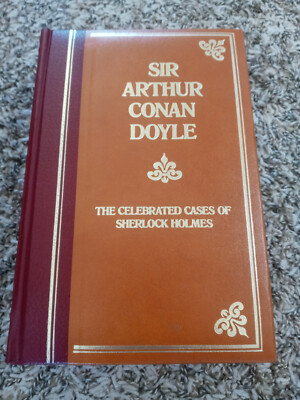 SIR
ARTHUR
CONAN
DOYLE
THE CELEBRATED CASES OF
SHERLOCK HOLMES